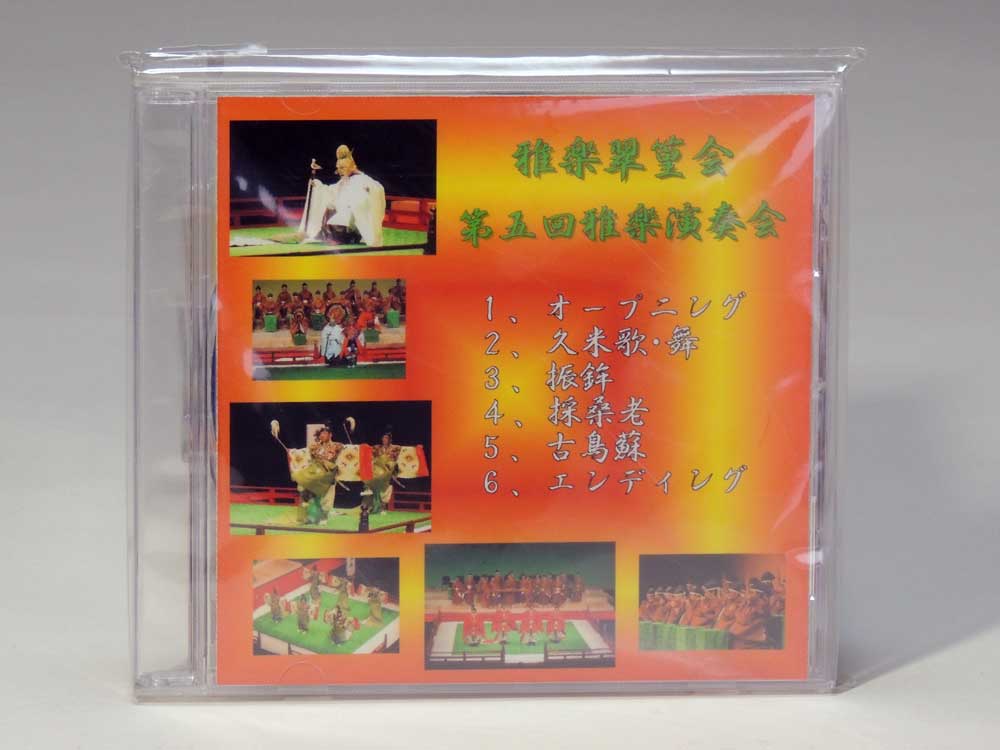 雅楽翠篁会
第五回雅楽演奏会
1、オープニング
2、久米歌・舞
3、振鉾
4、採桑老
5、古鳥蘇
6、エンディング